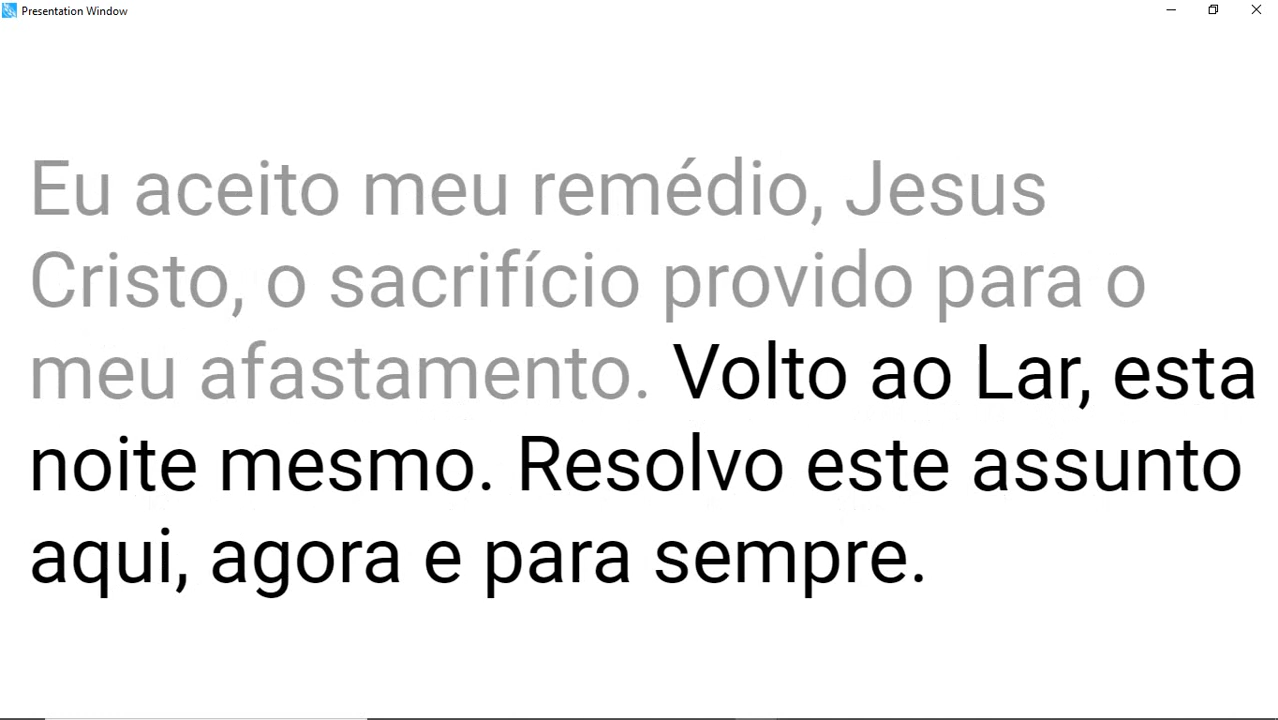 Presentation Window
Eu aceito meu remédio, Jesus
Cristo, o sacrifício provido para o
meu afastamento. Volto ao Lar, esta
noite mesmo. Resolvo este assunto
aqui, agora e para sempre.